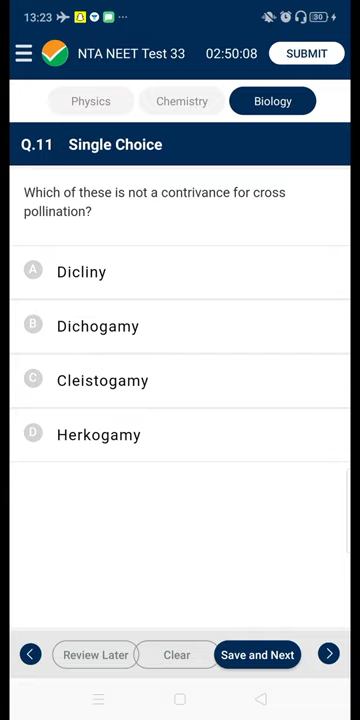 13:23 ... 30
NTA NEET Test 33 02:50:08 SUBMIT
Physics Chemistry Biology
Q.11 Single Choice
Which of these is not a contrivance for cross
pollination?
A Dicliny
B Dichogamy
C Cleistogamy
D Herkogamy
Review Later Clear Save and Next